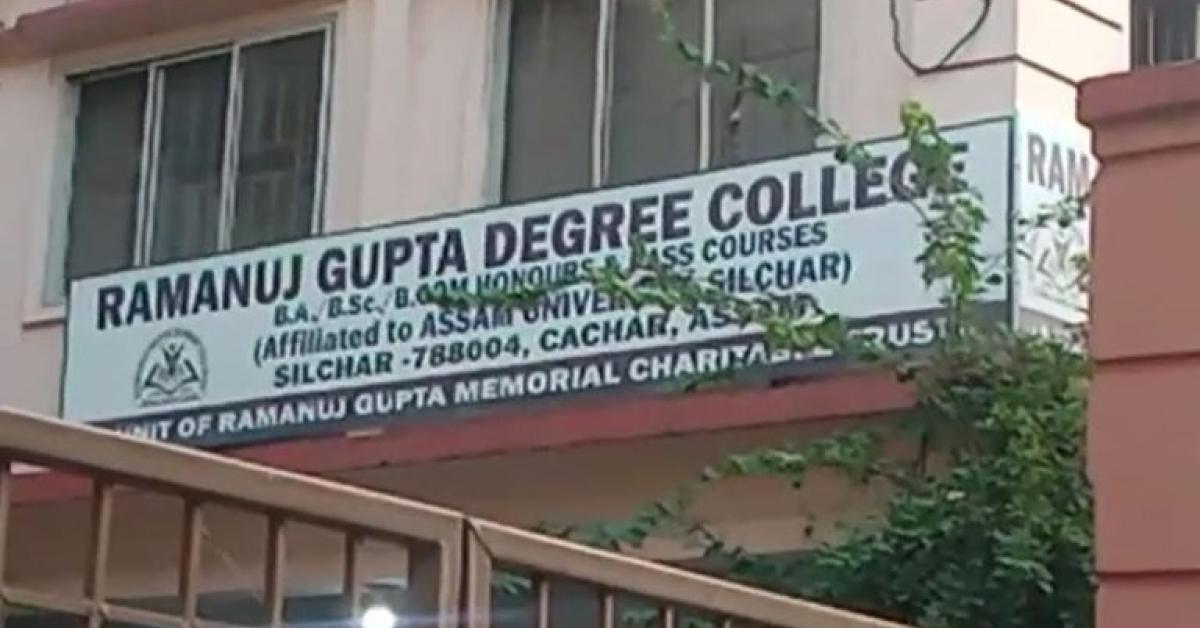 RAMANUJ GUPTA DEGREE COLLEGE
B.A./B.Sc./B.COM HONOURS & PASS COURSES
(Affiliated to ASSAM UNIVERSITY, SILCHAR)
SILCHAR -788004, CACHAR, ASSAM
UNIT OF RAMANUJ GUPTA MEMORIAL CHARITABLE TRUST
RAM